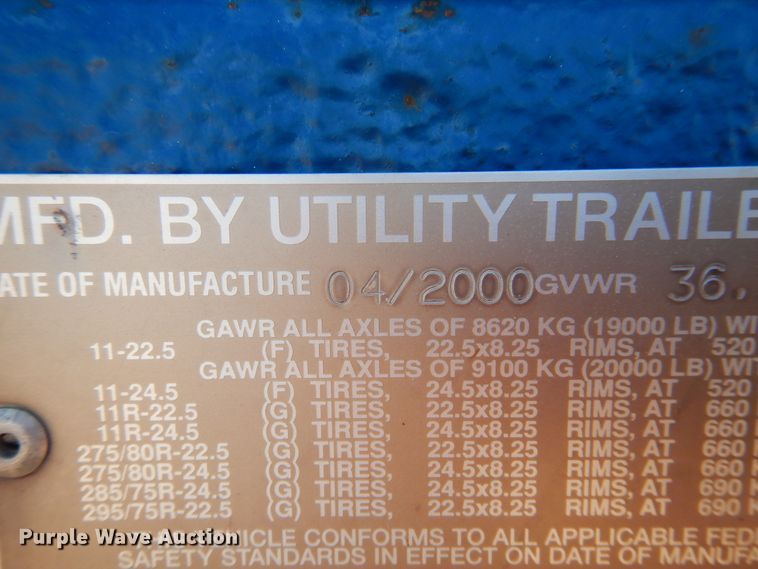 MFD. BY UTILITY TRAILE
ATE OF MANUFACTURE 04/2000 GVWR 36,
GAWR ALL AXLES OF 8620 KG (19000 LB) WIT
11-22.5 (F) TIRES, 22.5x8.25 RIMS, AT 520
GAWR ALL AXLES OF 9100 KG (20000 LB) WIT
11-24.5 (F) TIRES, 24.5x8.25 RIMS, AT 520
11R-22.5 (G) TIRES, 22.5x8.25 RIMS, AT 660
11R-24.5 (G) TIRES, 24.5x8.25 RIMS, AT 660
275/80R-22.5 (G) TIRES, 22.5x8.25 RIMS, AT 660 K
275/80R-24.5 (G) TIRES, 24.5x8.25 RIMS, AT 660 K
285/75R-24.5 (G) TIRES, 24.5x8.25 RIMS, AT 690
295/75R-22.5 (G) TIRES, 22.5x8.25 RIMS, AT 690 K
VEHICLE CONFORMS TO ALL APPLICABLE FED
SAFETY STANDARDS IN EFFECT ON DATE OF MANUFA
Purple Wave Auction